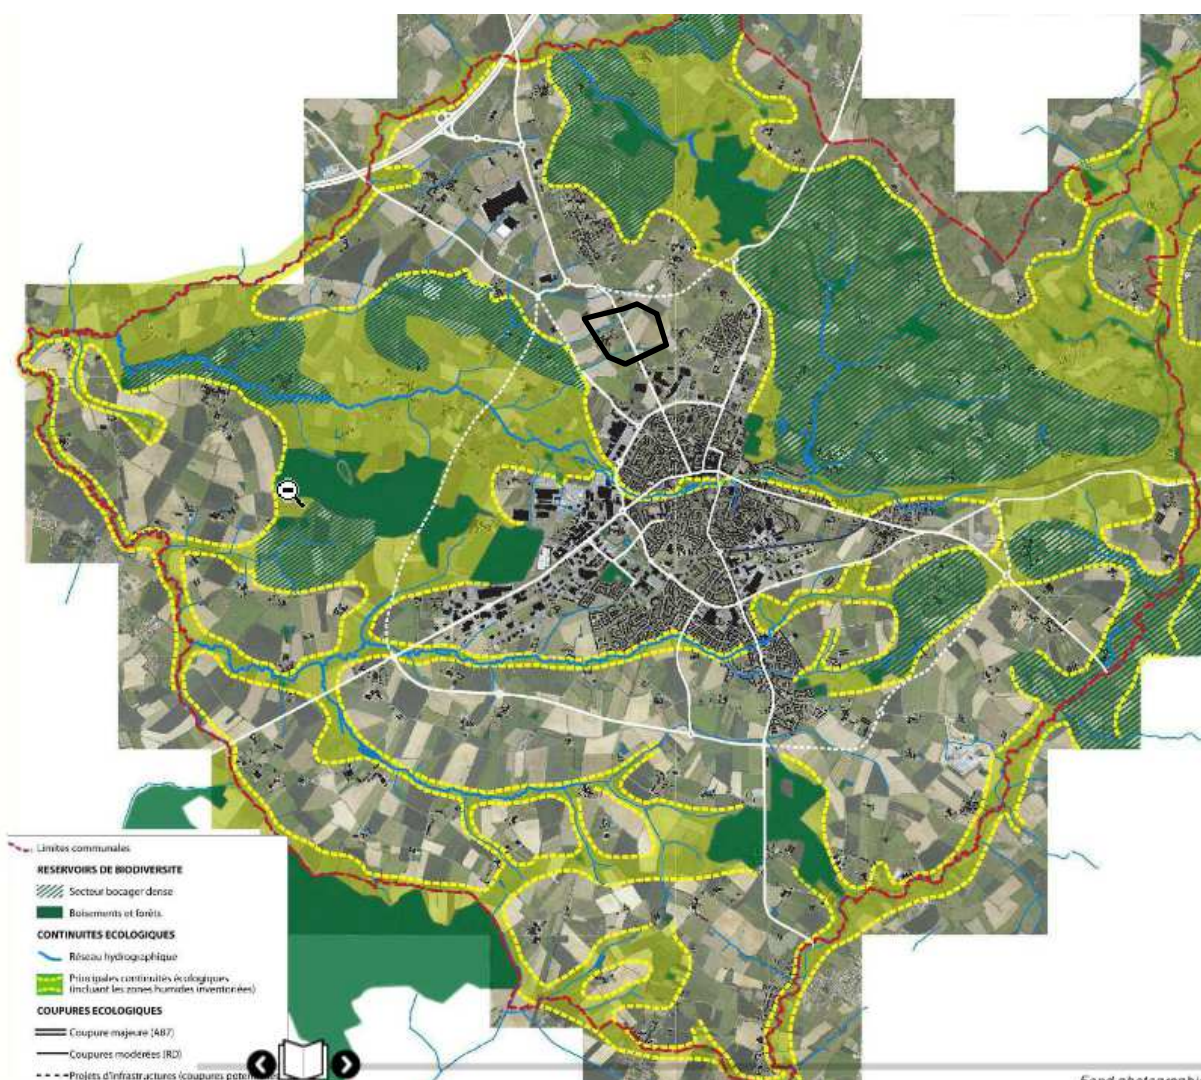 Limites communales
RESERVOIRS DE BIODIVERSITE
Secteur bocager dense
Boisements et forêts
CONTINUITES ECOLOGIQUES
Réseau hydrographique
Principales continuités écologiques
(incluant les zones humides inventoriées)
COUPURES ECOLOGIQUES
Coupure majeure (A87)
Coupures modérées (RD)
Projets d'infrastructures (coupures
Fond